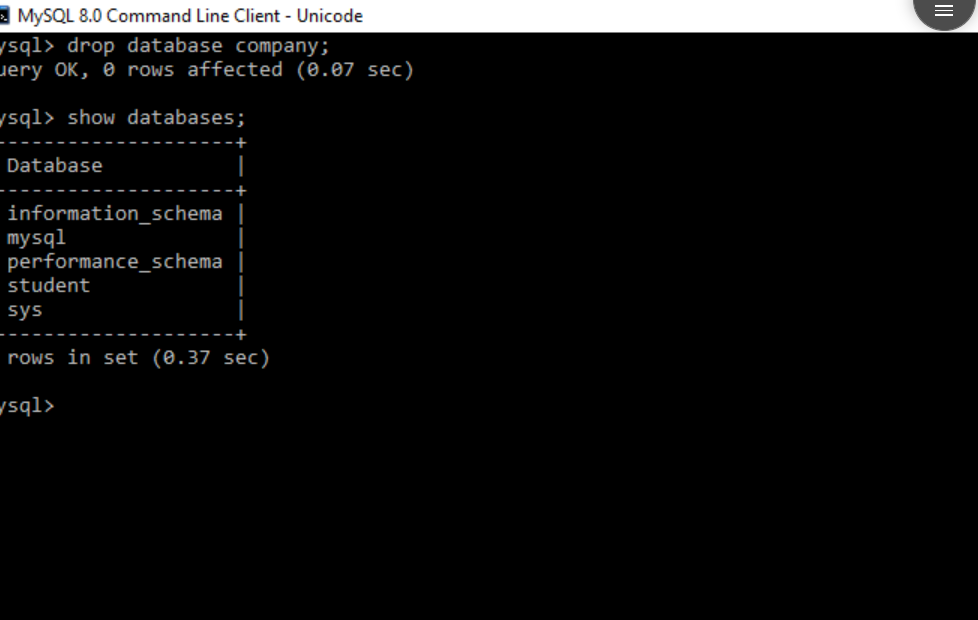 MySQL 8.0 Command Line Client - Unicode
ysql> drop database company;
uery OK, 0 rows affected (0.07 sec)
ysql> show databases;
--------------------+
Database           |
--------------------+
information_schema |
mysql              |
performance_schema |
student            |
sys                |
--------------------+
rows in set (0.37 sec)
ysql>